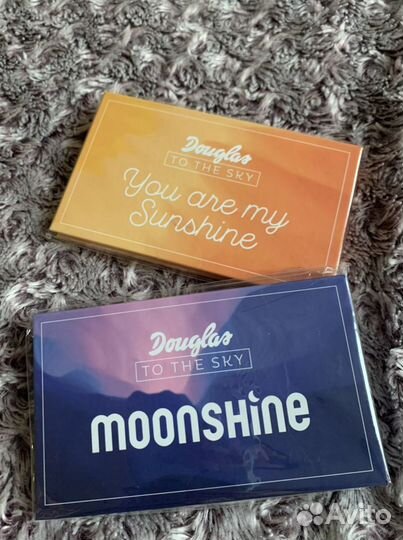 Douglas
TO THE SKY
You are my
Sunshine
Douglas
TO THE SKY
moonshine
Avito